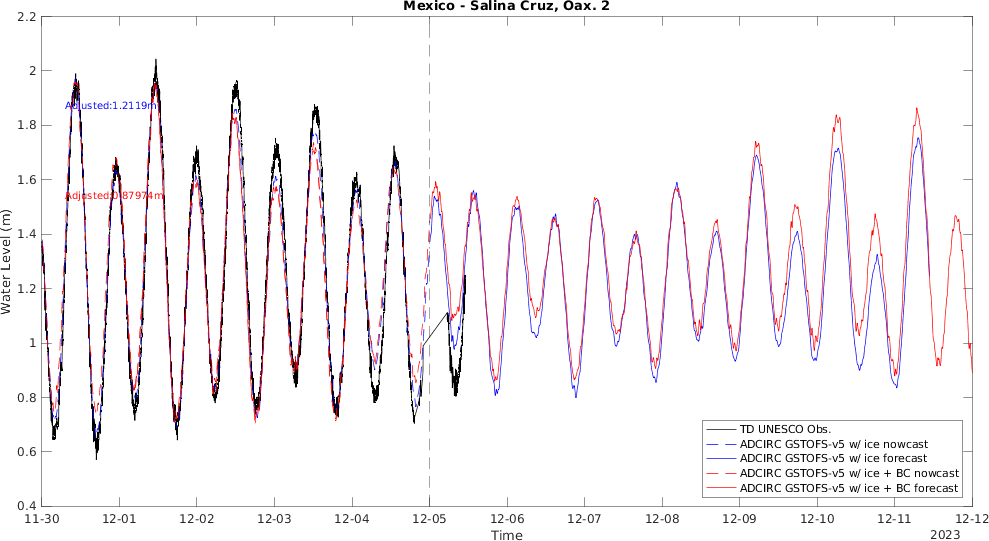 Mexico - Salina Cruz, Oax. 2
2.2
2
1.8
1.6
1.4
1.2
1
0.8
0.6
0.4
Water Level (m)
Adjusted:1.2119m
Adjusted:0.87974m
TD UNESCO Obs.
ADCIRC GSTOFS-v5 w/ ice nowcast
ADCIRC GSTOFS-v5 w/ ice forecast
ADCIRC GSTOFS-v5 w/ ice + BC nowcast
ADCIRC GSTOFS-v5 w/ ice + BC forecast
11-30 12-01 12-02 12-03 12-04 12-05 12-06 12-07 12-08 12-09 12-10 12-11 12-12
Time
2023